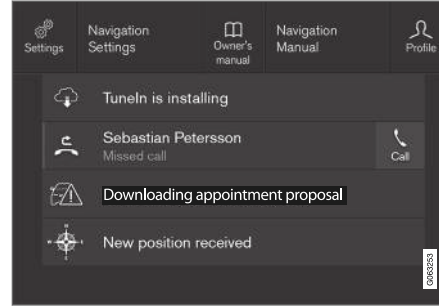 Settings
Navigation
Settings
Owner's
manual
Navigation
Manual
Profile
TuneIn is installing
Sebastian Petersson
Missed call
Call
Downloading appointment proposal
New position received
G063253